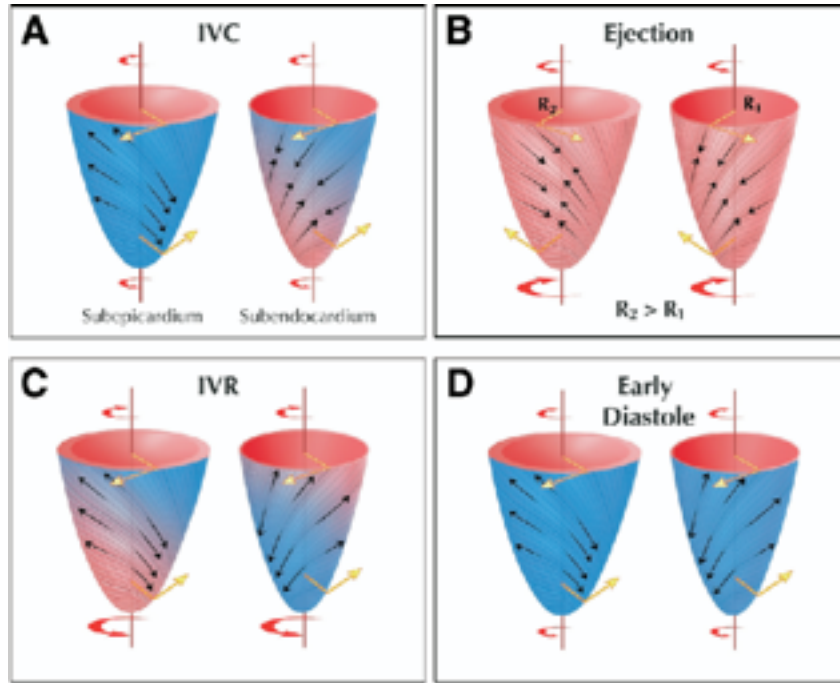 A
IVC
Subepicardium
Subendocardium
B
Ejection
R₂
R₁
R₂ > R₁
C
IVR
D
Early
Diastole